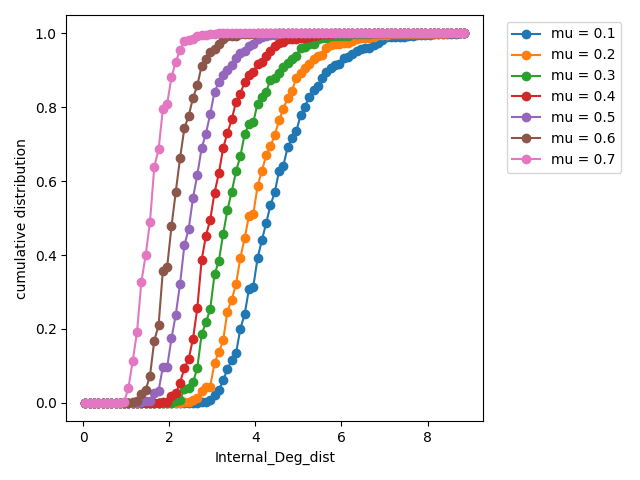 1.0
0.8
0.6
0.4
0.2
0.0
cumulative distribution
0 2 4 6 8
Internal_Deg_dist
mu = 0.1
mu = 0.2
mu = 0.3
mu = 0.4
mu = 0.5
mu = 0.6
mu = 0.7